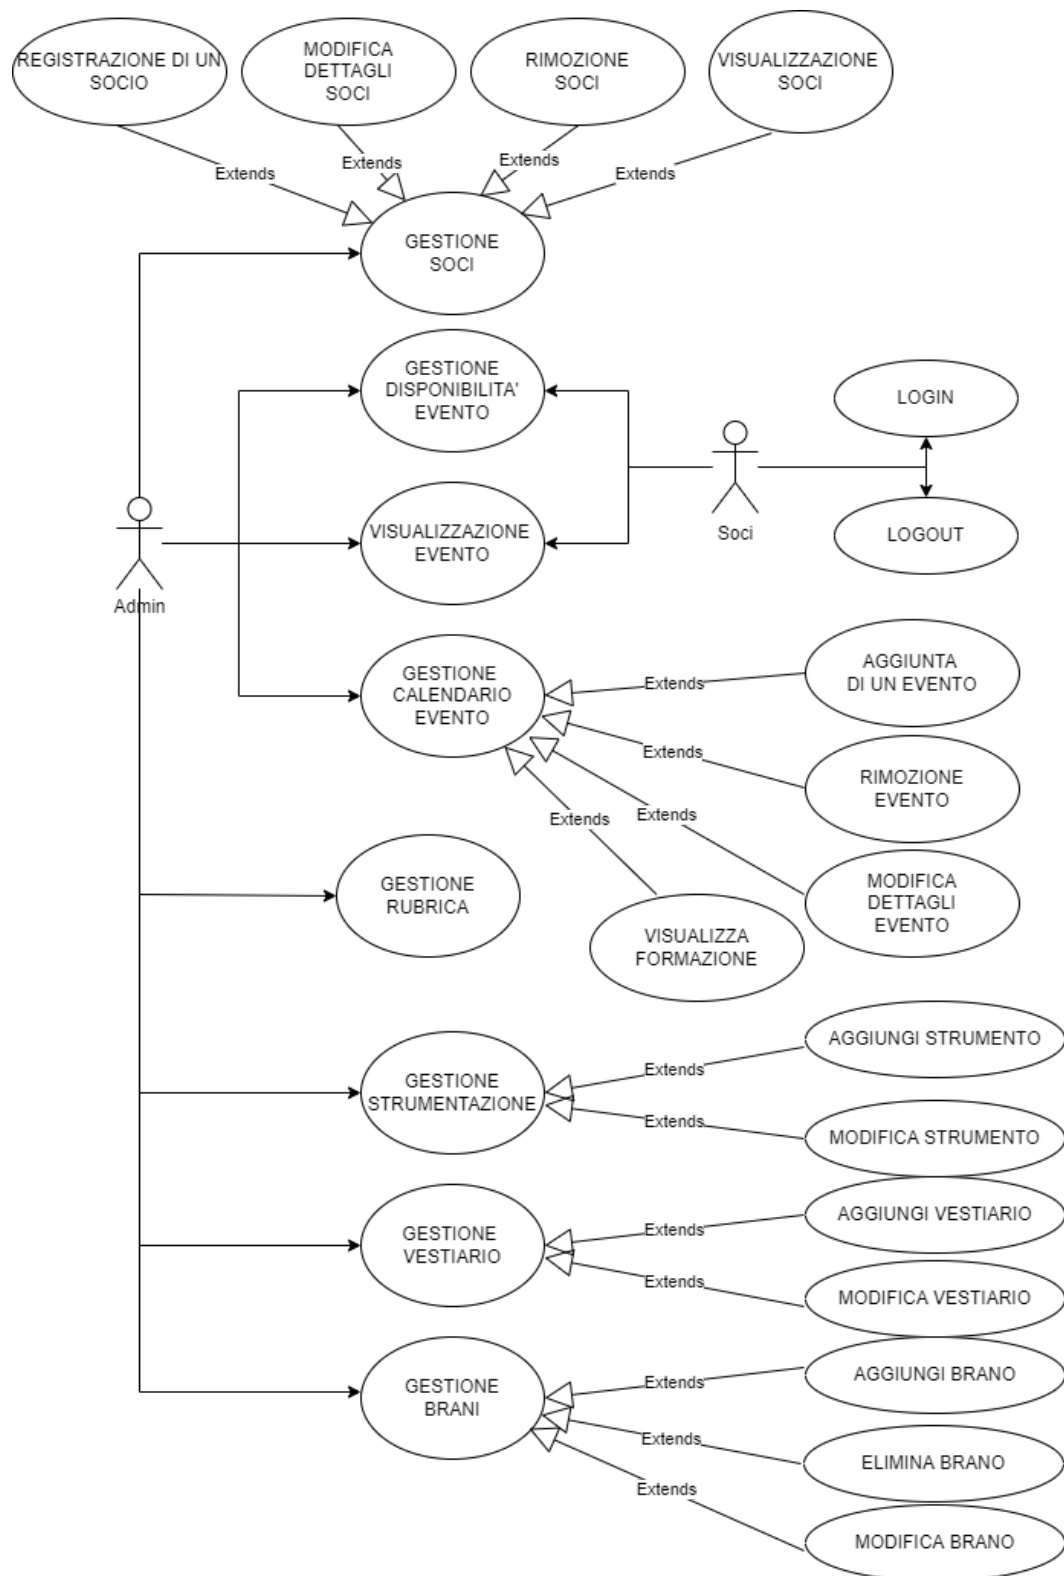 REGISTRAZIONE DI UN
SOCIO
MODIFICA
DETTAGLI
SOCI
RIMOZIONE
SOCI
VISUALIZZAZIONE
SOCI
Extends
Extends
Extends
Extends
GESTIONE
SOCI
GESTIONE
DISPONIBILITA'
EVENTO
LOGIN
Soci
LOGOUT
VISUALIZZAZIONE
EVENTO
Admin
GESTIONE
CALENDARIO
EVENTO
Extends
AGGIUNTA
DI UN EVENTO
Extends
RIMOZIONE
EVENTO
Extends
Extends
MODIFICA
DETTAGLI
EVENTO
GESTIONE
RUBRICA
VISUALIZZA
FORMAZIONE
GESTIONE
STRUMENTAZIONE
Extends
AGGIUNGI STRUMENTO
Extends
MODIFICA STRUMENTO
GESTIONE
VESTIARIO
Extends
AGGIUNGI VESTIARIO
Extends
MODIFICA VESTIARIO
GESTIONE
BRANI
Extends
AGGIUNGI BRANO
Extends
ELIMINA BRANO
Extends
MODIFICA BRANO